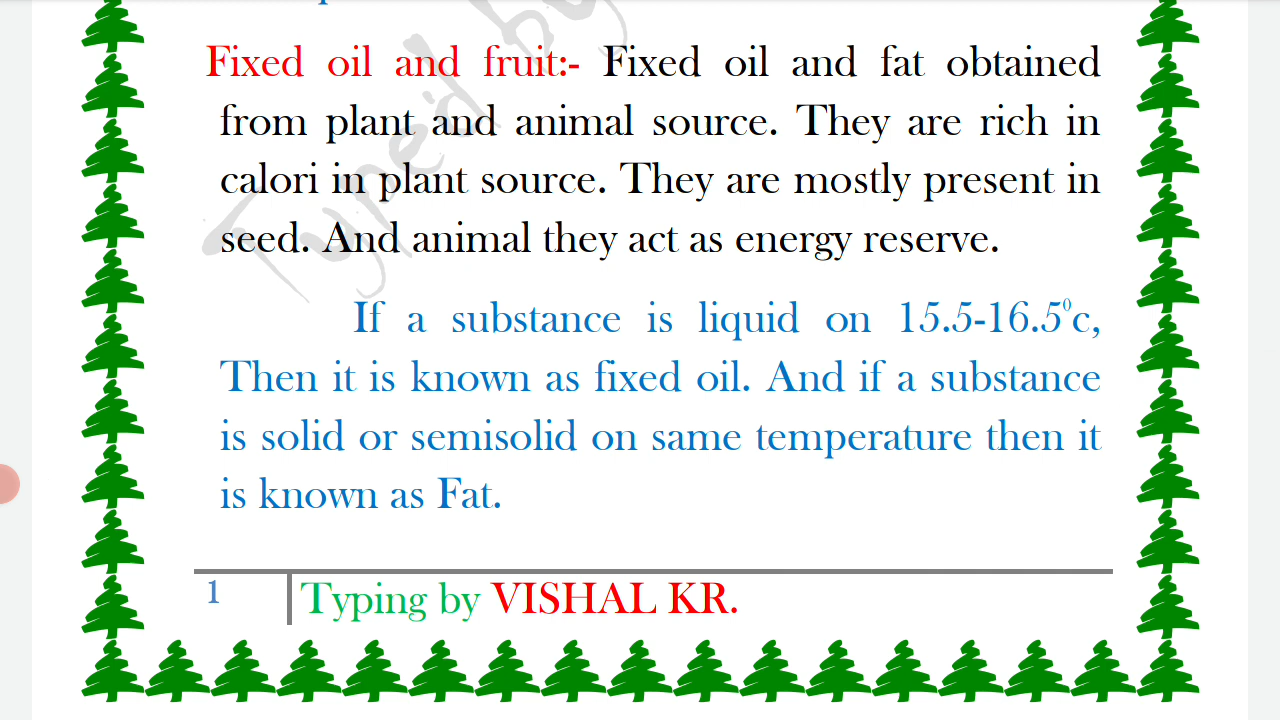 Fixed oil and fruit:- Fixed oil and fat obtained
from plant and animal source. They are rich in
calori in plant source. They are mostly present in
seed. And animal they act as energy reserve.
If a substance is liquid on 15.5-16.5⁰c,
Then it is known as fixed oil. And if a substance
is solid or semisolid on same temperature then it
is known as Fat.
1 Typing by VISHAL KR.
Typed by